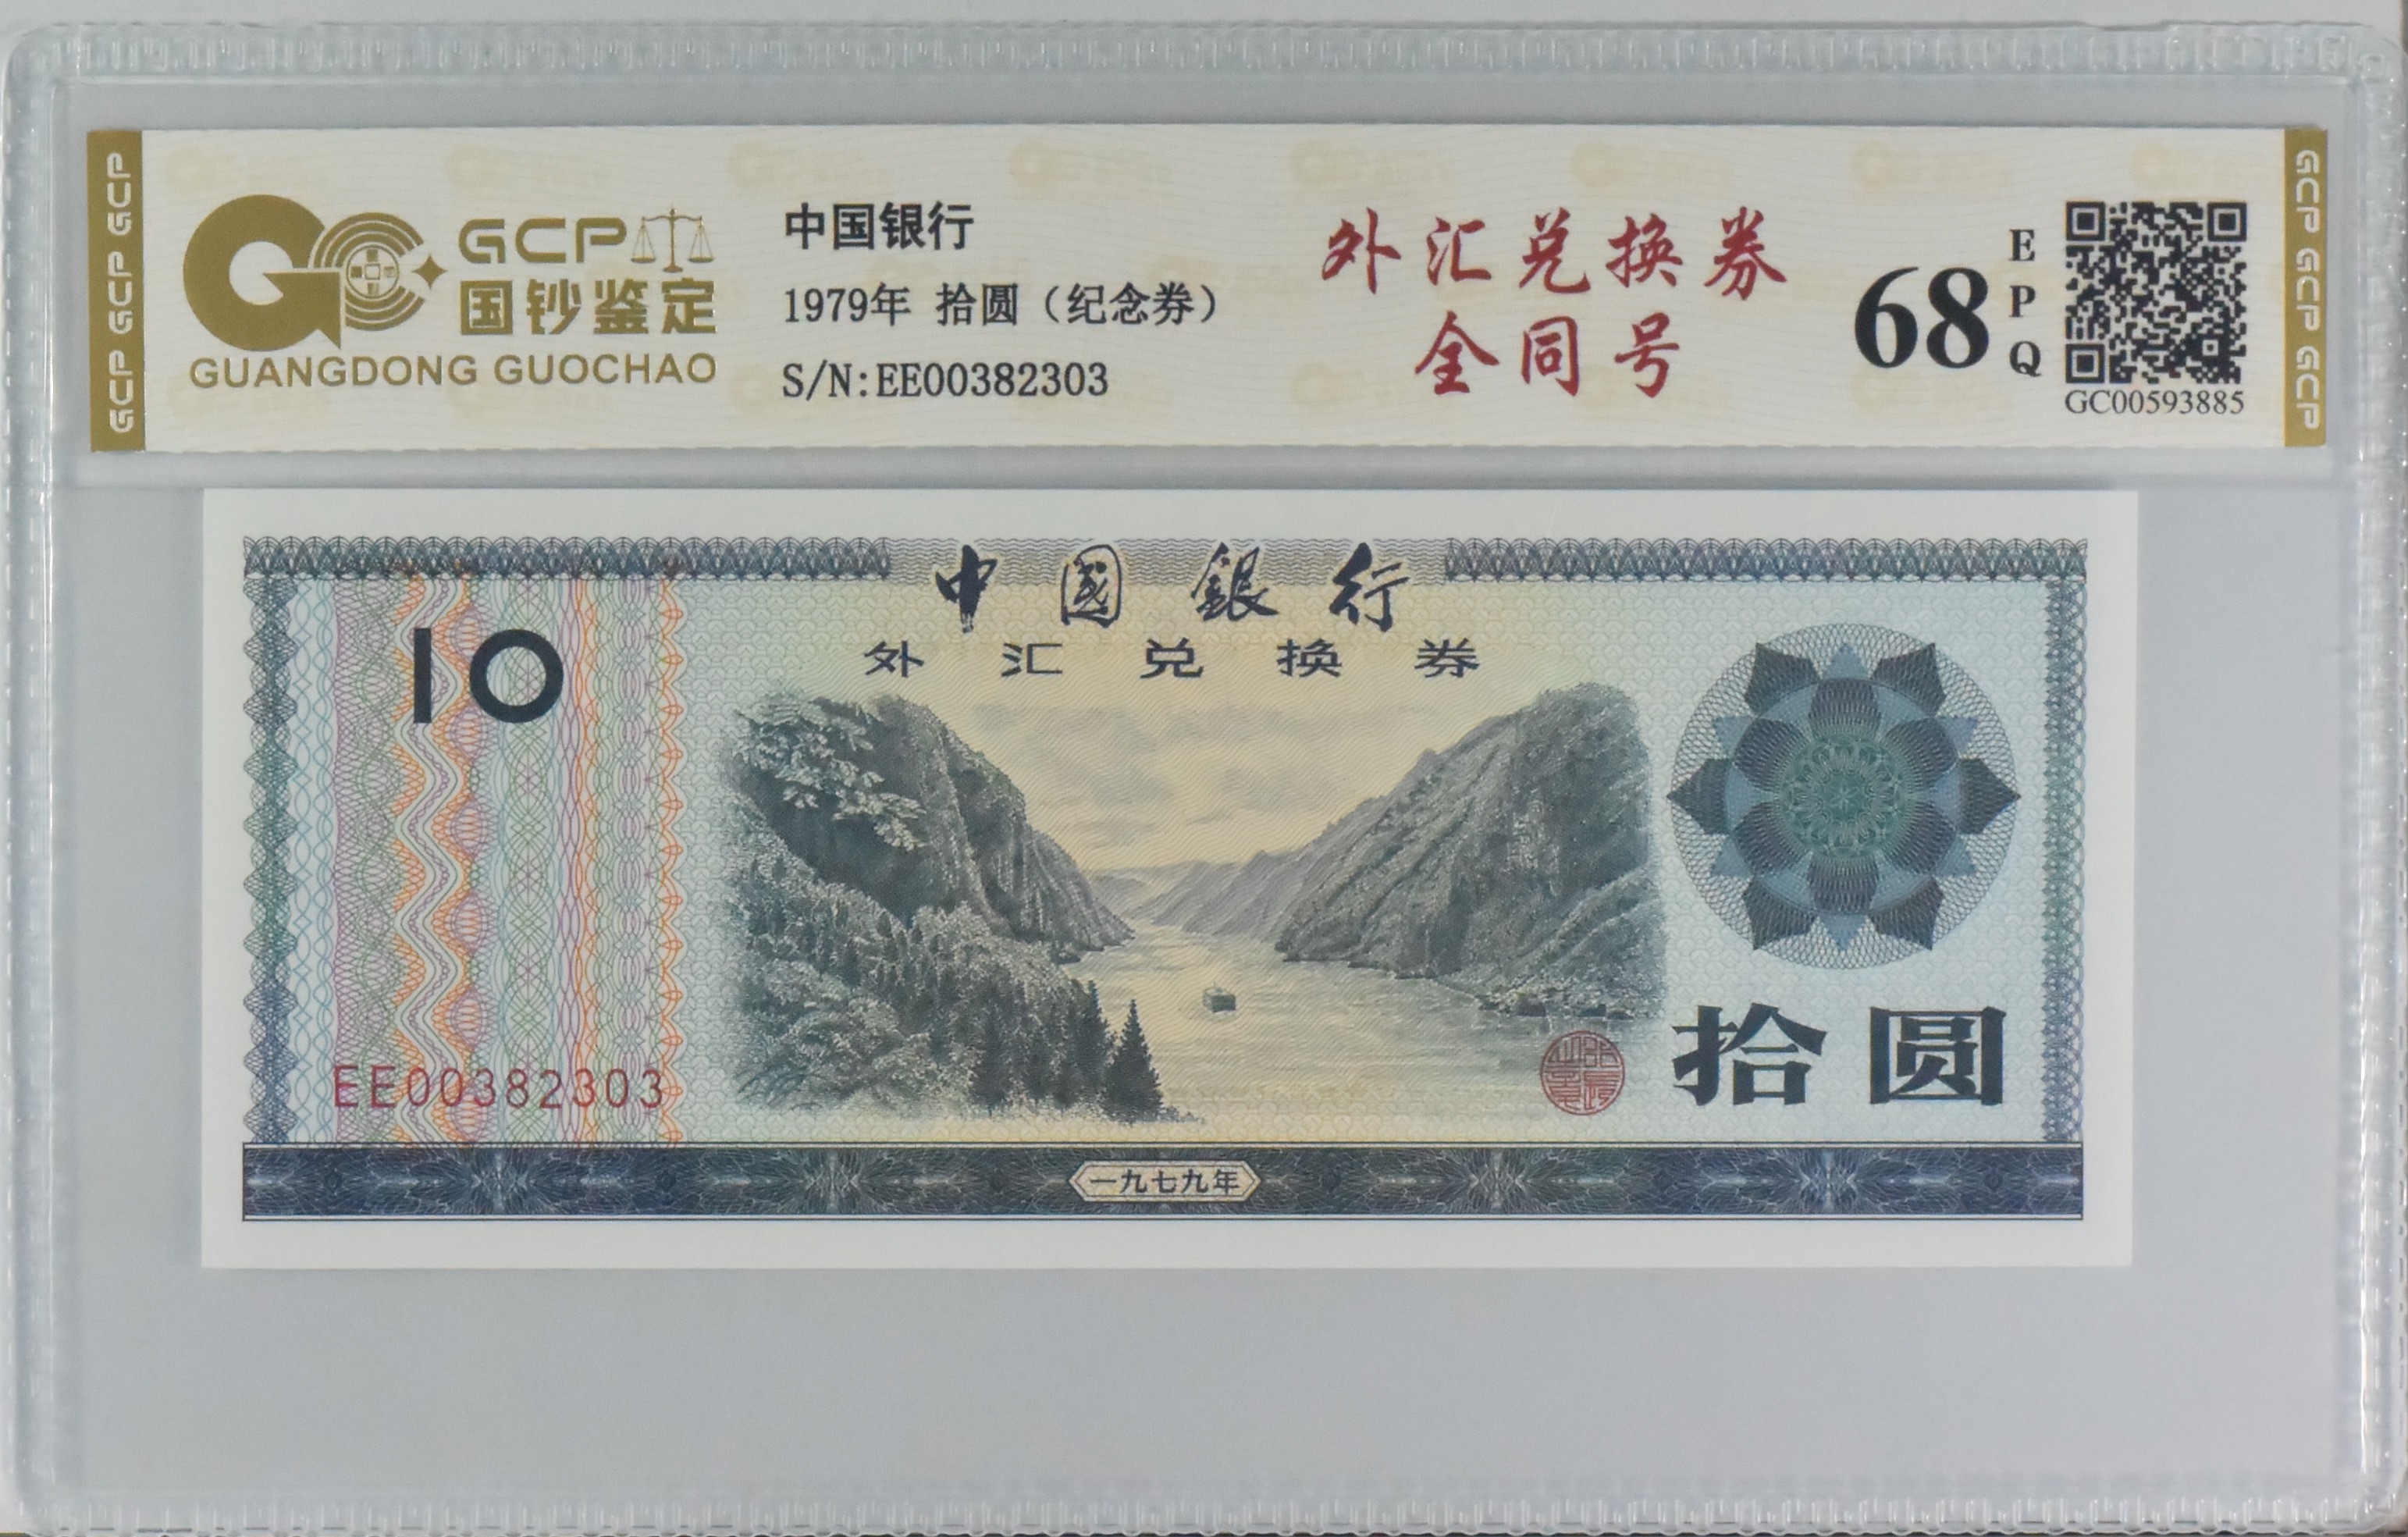 GCP GCP GCP
GCP
国钞鉴定
GUANGDONG GUOCHAO
中国银行
1979年 拾圆（纪念券）
S/N:EE00382303
外汇兑换券
全同号
68
EPQ
GC00593885
GCP GCP GCP
中國銀行
外汇兑换券
10
EE00382303
拾圆
一九七九年